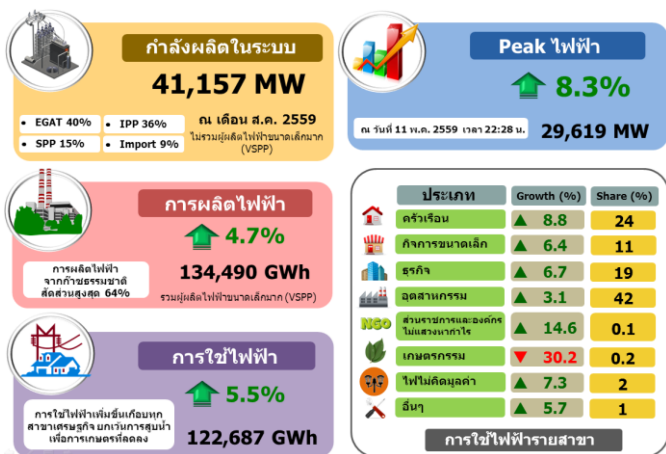 กำลังผลิตในระบบ
41,157 MW
• EGAT 40%
• IPP 36%
• SPP 15%
• Import 9%
ณ เดือน ส.ค. 2559
ไม่รวมผู้ผลิตไฟฟ้าขนาดเล็กมาก
(VSPP)
Peak ไฟฟ้า
8.3%
ณ วันที่ 11 พ.ค. 2559 เวลา 22:28 น.
29,619 MW
การผลิตไฟฟ้า
4.7%
การผลิตไฟฟ้า
จากก๊าซธรรมชาติ
สัดส่วนสูงสุด 64%
134,490 GWh
รวมผู้ผลิตไฟฟ้าขนาดเล็กมาก (VSPP)
การใช้ไฟฟ้า
5.5%
การใช้ไฟฟ้าเพิ่มขึ้นเกือบทุก
สาขาเศรษฐกิจ ยกเว้นการสูบน้ำ
เพื่อการเกษตรที่ลดลง
122,687 GWh
ประเภท Growth (%) Share (%)
ครัวเรือน ▲ 8.8 24
กิจการขนาดเล็ก ▲ 6.4 11
ธุรกิจ ▲ 6.7 19
อุตสาหกรรม ▲ 3.1 42
NGO ส่วนราชการและองค์กร
ไม่แสวงหากำไร ▲ 14.6 0.1
เกษตรกรรม ▼ 30.2 0.2
ไฟไม่คิดมูลค่า ▲ 7.3 2
อื่นๆ ▲ 5.7 1
การใช้ไฟฟ้ารายสาขา